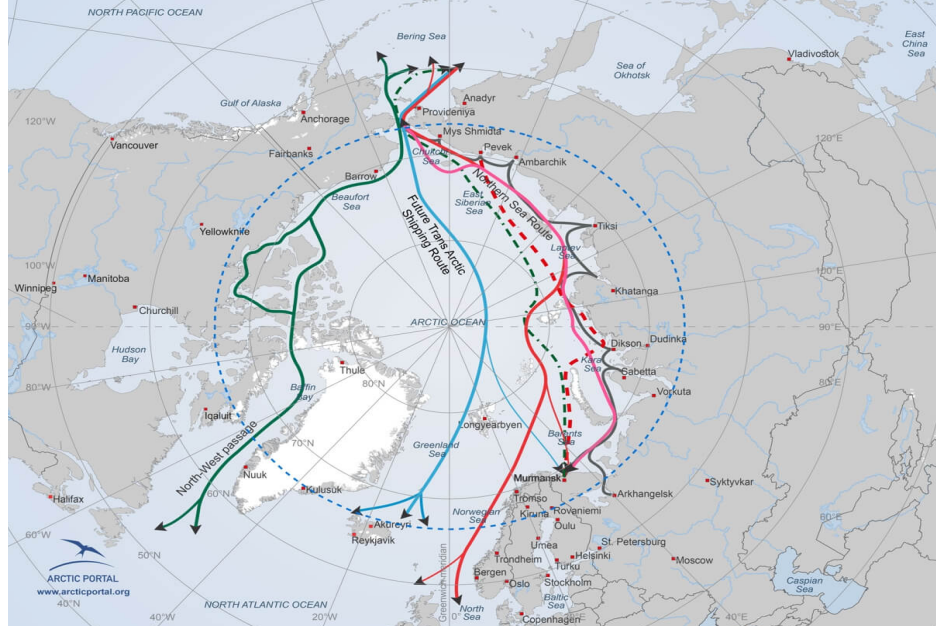 NORTH PACIFIC OCEAN
Bering Sea
East
China
Sea
Vladivostok
Sea of
Okhotsk
Gulf of Alaska
Anadyr
Provideniya
Anchorage
120°W
120°E
Vancouver
Mys Shmidta
Fairbanks
Chukchi
Sea
Pevek
Ambarchik
Barrow
Beaufort
Sea
Northern Sea Route
East
Siberian
Sea
Future Trans Arctic
Shipping Route
Yellowknife
Tiksi
Laptev
Sea
100°W
100°E
Manitoba
Winnipeg
Khatanga
Churchill
ARCTIC OCEAN
90°W
90°E
Hudson
Bay
Dikson
Dudinka
Kara
Sea
Thule
Sabetta
80°W
80°N
80°E
Baffin
Bay
Vorkuta
Iqaluit
Longyearbyen
Barents
Sea
North-West passage
70°N
Greenland
Sea
Nuuk
Murmansk
Syktyvkar
Halifax
60°N
Kulusuk
Arkhangelsk
Tromso
Kiruna
Rovaniemi
Norwegian
Sea
Oulu
Akureyri
60°W
Reykjavik
Umea
St. Petersburg
60°E
50°N
Trondheim
Helsinki
Moscow
Turku
ARCTIC PORTAL
www.arcticportal.org
Greenwich meridian
Bergen
Oslo
Stockholm
Caspian
Sea
40°N
NORTH ATLANTIC OCEAN
20°W
0°
North
Sea
Baltic
Sea
Copenhagen
40°W
40°E